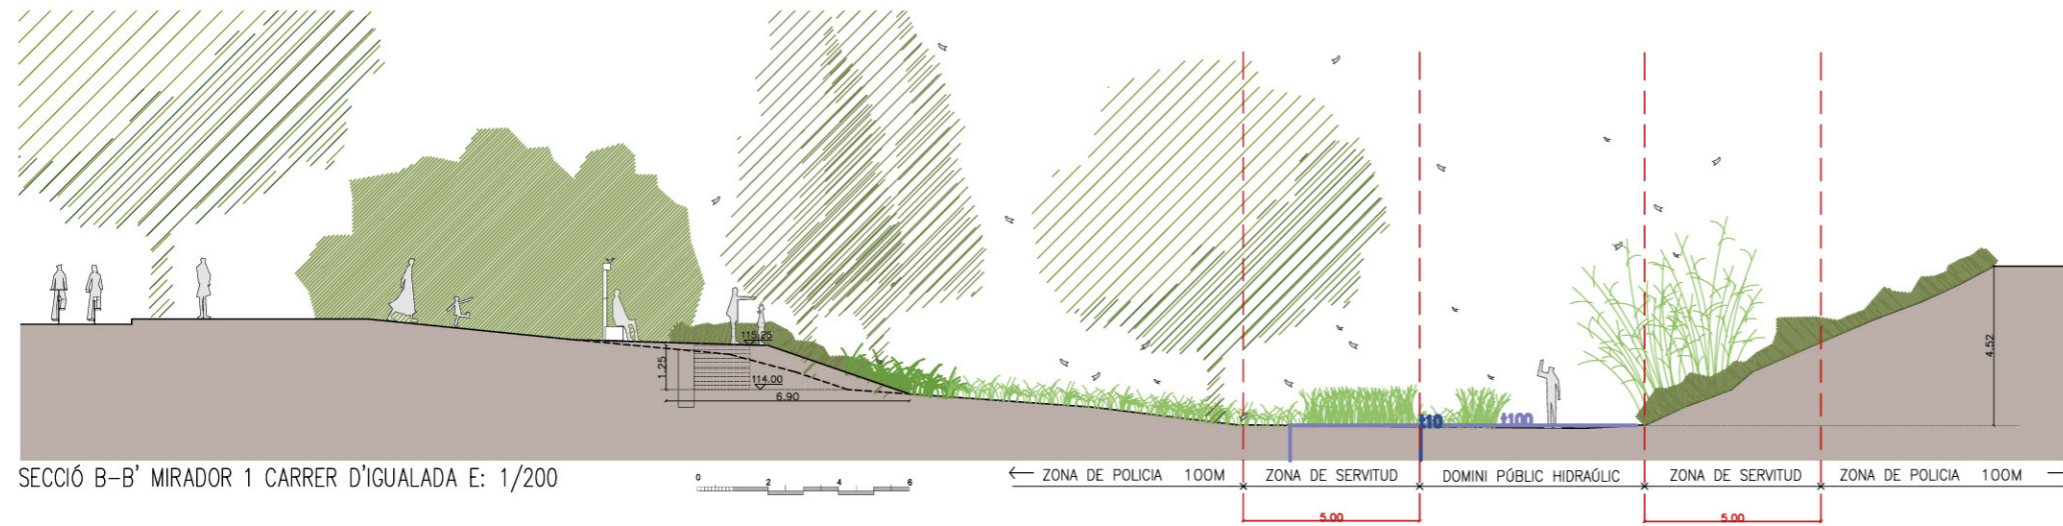 115.25
1.25
114.00
6.90
4.52
t10
t100
SECCIÓ B-B' MIRADOR 1 CARRER D'IGUALADA E: 1/200
0 2 4 6
ZONA DE POLICIA 100M
ZONA DE SERVITUD
DOMINI PÚBLIC HIDRAÚLIC
ZONA DE SERVITUD
ZONA DE POLICIA 100M
5.00
5.00